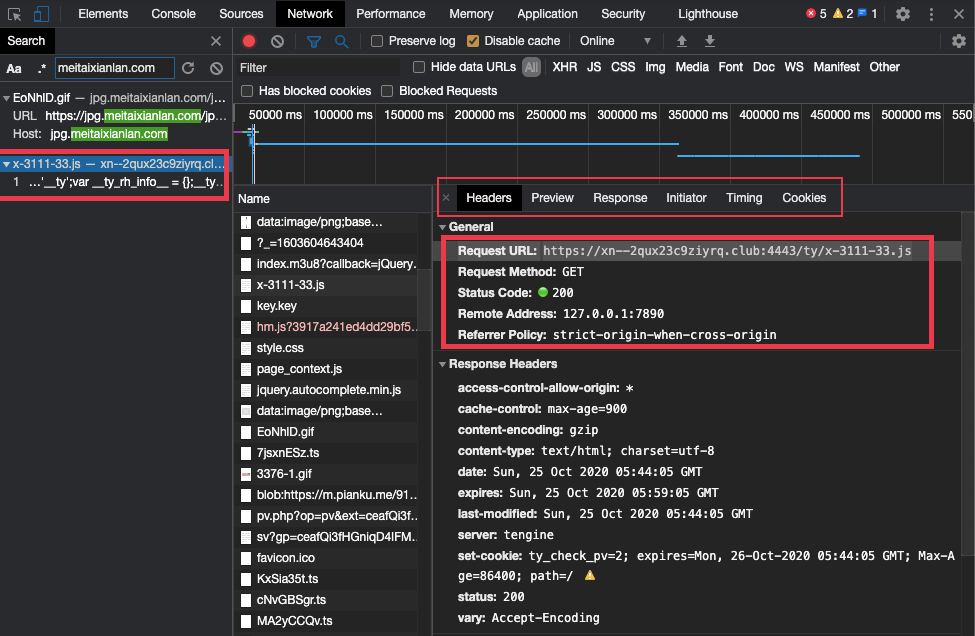 Elements Console Sources Network Performance Memory Application Security Lighthouse 5 2 1
Search
Preserve log Disable cache Online
Aa .* meitaixianlan.com
Filter Hide data URLs All XHR JS CSS Img Media Font Doc WS Manifest Other
Has blocked cookies Blocked Requests
EoNhlD.gif — jpg.meitaixianlan.com/j…
URL https://jpg.meitaixianlan.com/jp…
Host: jpg.meitaixianlan.com
x-3111-33.js — xn--2qux23c9ziyrq.cl…
1 …'__ty';var __ty_rh_info__ = {};__ty…
50000 ms 100000 ms 150000 ms 200000 ms 250000 ms 300000 ms 350000 ms 400000 ms 450000 ms 500000 ms 550
Name
data:image/png;base…
?_=1603604643404
index.m3u8?callback=jQuery…
x-3111-33.js
key.key
hm.js?3917a241ed4dd29bf5…
style.css
page_context.js
jquery.autocomplete.min.js
data:image/png;base…
EoNhlD.gif
7jsxnESz.ts
3376-1.gif
blob:https://m.pianku.me/91…
pv.php?op=pv&ext=ceafQi3f…
sv?gp=ceafQi3fHGniqD4IFM…
favicon.ico
KxSia35t.ts
cNvGBSgr.ts
MA2yCCQv.ts
Headers Preview Response Initiator Timing Cookies
General
Request URL: https://xn--2qux23c9ziyrq.club:4443/ty/x-3111-33.js
Request Method: GET
Status Code: 200
Remote Address: 127.0.0.1:7890
Referrer Policy: strict-origin-when-cross-origin
Response Headers
access-control-allow-origin: *
cache-control: max-age=900
content-encoding: gzip
content-type: text/html; charset=utf-8
date: Sun, 25 Oct 2020 05:44:05 GMT
expires: Sun, 25 Oct 2020 05:59:05 GMT
last-modified: Sun, 25 Oct 2020 05:44:05 GMT
server: tengine
set-cookie: ty_check_pv=2; expires=Mon, 26-Oct-2020 05:44:05 GMT; Max-A
ge=86400; path=/
status: 200
vary: Accept-Encoding